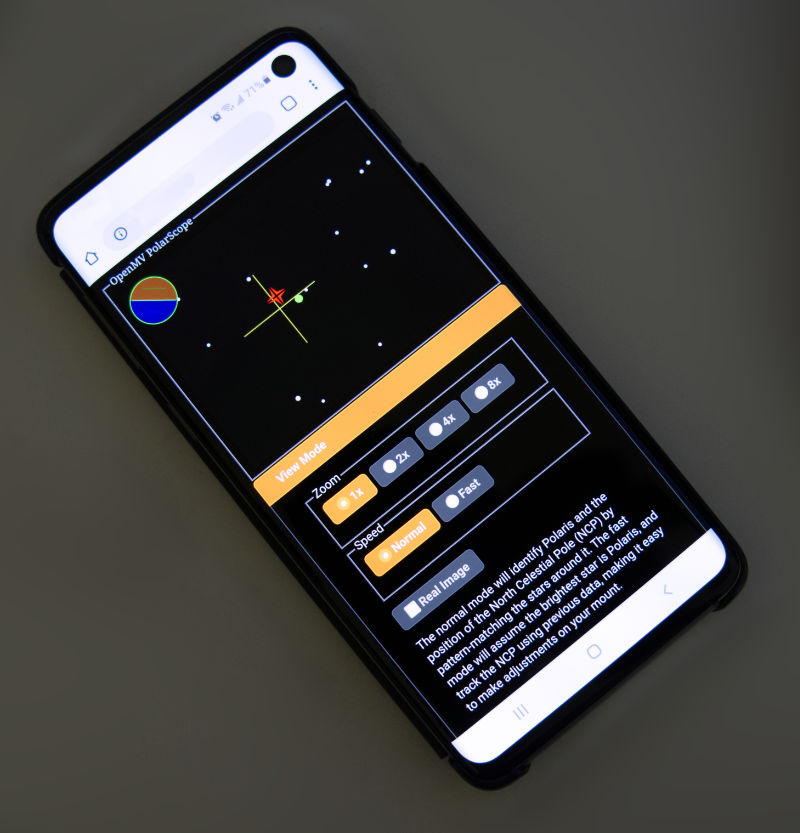 71%
OpenMV PolarScope
View Mode
Zoom
1x
2x
4x
8x
Speed
Normal
Fast
Real Image
The normal mode will identify Polaris and the
position of the North Celestial Pole (NCP) by
pattern-matching the stars around it. The fast
mode will assume the brightest star is Polaris, and
track the NCP using previous data, making it easy
to make adjustments on your mount.